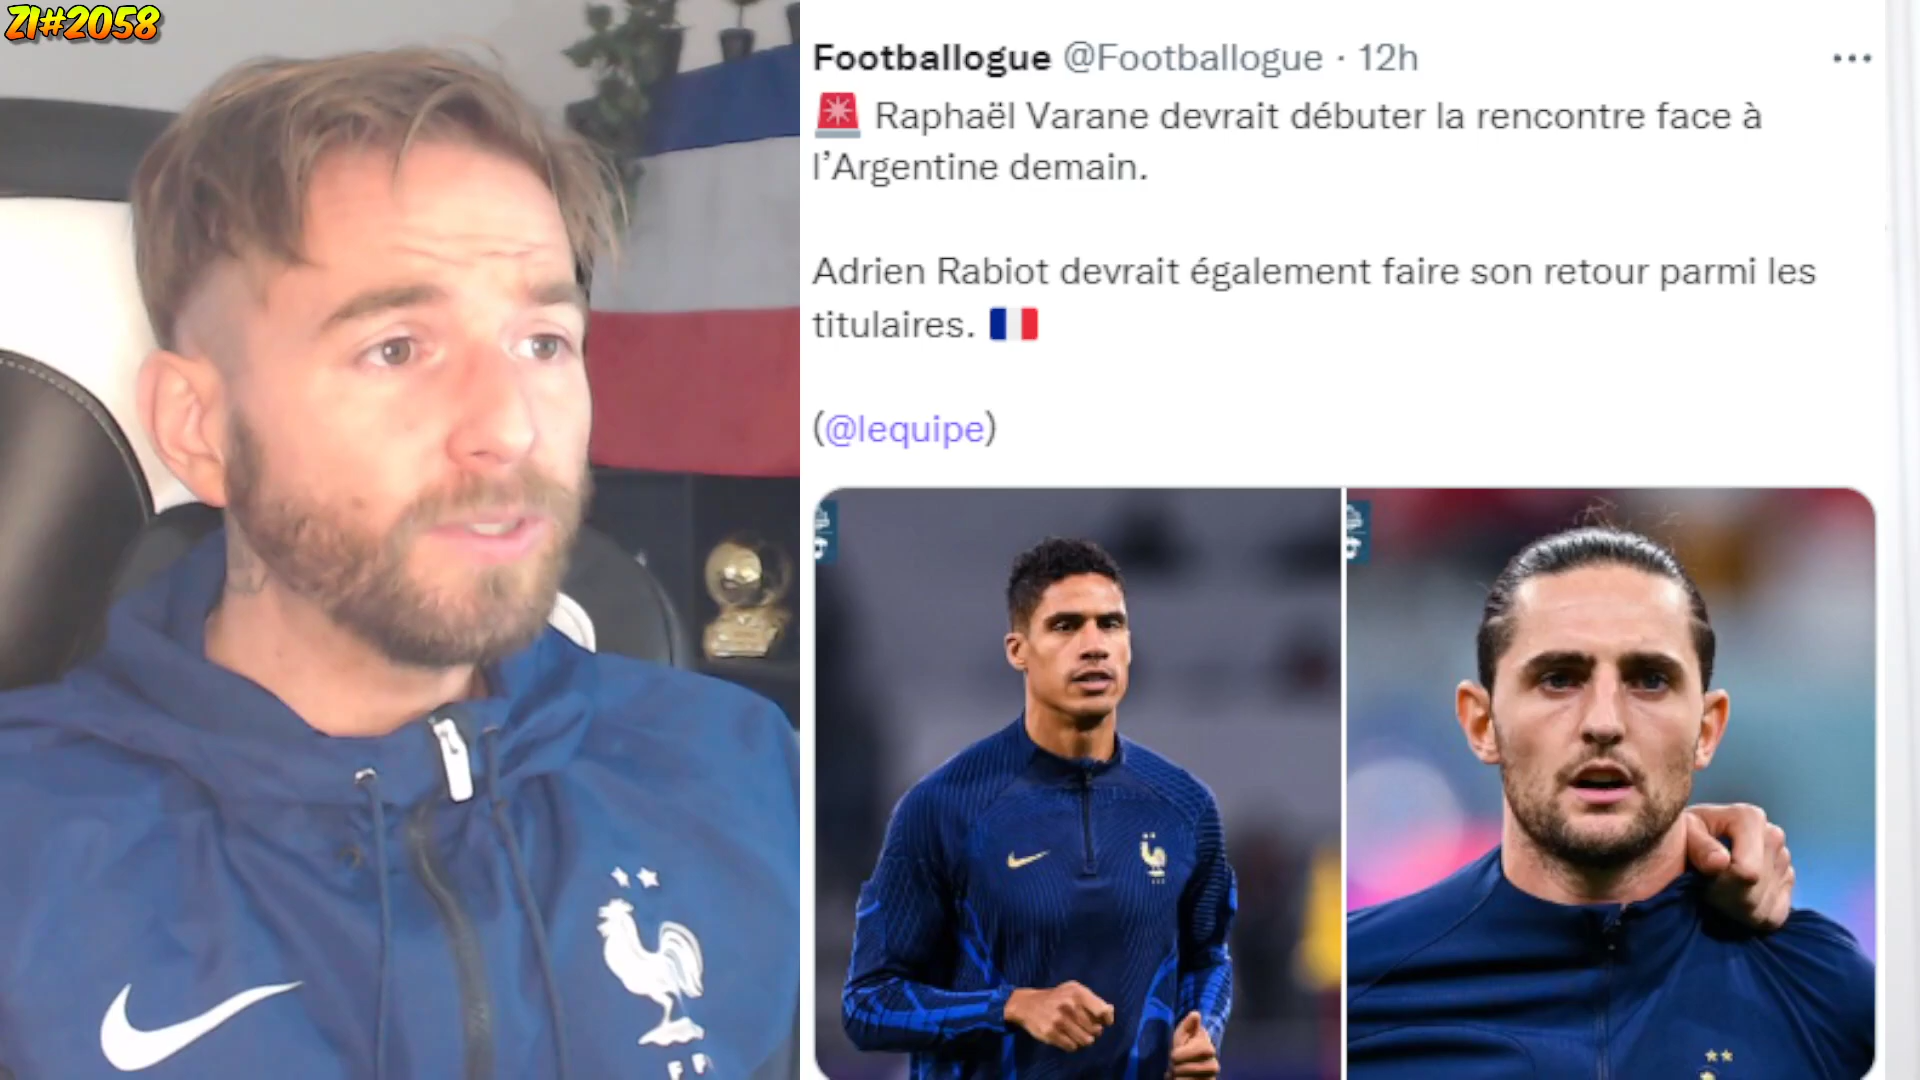 ZI#2058
Footballogue @Footballogue · 12h
🚨 Raphaël Varane devrait débuter la rencontre face à
l’Argentine demain.
Adrien Rabiot devrait également faire son retour parmi les
titulaires. 🇫🇷
(@lequipe)